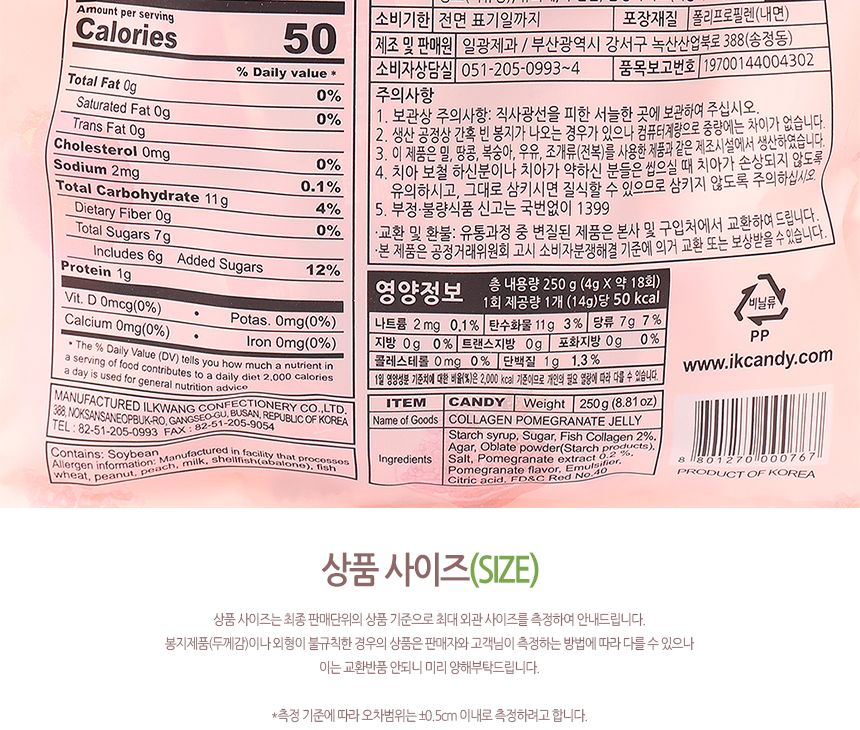 Amount per serving
Calories 50
% Daily value *
Total Fat 0g 0%
Saturated Fat 0g 0%
Trans Fat 0g
Cholesterol 0mg 0%
Sodium 2mg 0.1%
Total Carbohydrate 11g 4%
Dietary Fiber 0g 0%
Total Sugars 7g
Includes 6g Added Sugars 12%
Protein 1g
Vit. D 0mcg(0%) • Potas. 0mg(0%)
Calcium 0mg(0%) • Iron 0mg(0%)
* The % Daily Value (DV) tells you how much a nutrient in
a serving of food contributes to a daily diet 2,000 calories
a day is used for general nutrition advice
MANUFACTURED ILKWANG CONFECTIONERY CO.,LTD.
388, NOKSANSANEOPBUK-RO, GANGSEO-GU, BUSAN, REPUBLIC OF KOREA
TEL : 82-51-205-0993 FAX : 82-51-205-9054
Contains: Soybean
Allergen information: Manufactured in facility that processes
wheat, peanut, peach, milk, shellfish(abalone), fish
소비기한 전면 표기일까지 포장재질 폴리프로필렌(내면)
제조 및 판매원 일광제과 / 부산광역시 강서구 녹산산업북로 388(송정동)
소비자상담실 051-205-0993~4 품목보고번호 19700144004302
주의사항
1. 보관상 주의사항: 직사광선을 피한 서늘한 곳에 보관하여 주십시오.
2. 생산 공정상 간혹 빈 봉지가 나오는 경우가 있으나 컴퓨터계량으로 중량에는 차이가 없습니다.
3. 이 제품은 밀, 땅콩, 복숭아, 우유, 조개류(전복)를 사용한 제품과 같은 제조시설에서 생산하였습니다.
4. 치아 보철 하신분이나 치아가 약하신 분들은 씹으실 때 치아가 손상되지 않도록
유의하시고, 그대로 삼키시면 질식할 수 있으므로 삼키지 않도록 주의하십시오.
5. 부정·불량식품 신고는 국번없이 1399
·교환 및 환불: 유통과정 중 변질된 제품은 본사 및 구입처에서 교환하여 드립니다.
·본 제품은 공정거래위원회 고시 소비자분쟁해결 기준에 의거 교환 또는 보상받을 수 있습니다.
영양정보 총 내용량 250 g (4g X 약 18회)
1회 제공량 1개 (14g)당 50 kcal
나트륨 2 mg 0.1% 탄수화물 11g 3% 당류 7g 7%
지방 0g 0% 트랜스지방 0g 포화지방 0g 0%
콜레스테롤 0 mg 0% 단백질 1g 1.3%
1일 영양성분 기준치에 대한 비율(%)은 2,000 kcal 기준이므로 개인의 필요 열량에 따라 다를 수 있습니다.
비닐류
PP
www.ikcandy.com
ITEM CANDY Weight 250g (8.81 oz)
Name of Goods COLLAGEN POMEGRANATE JELLY
Ingredients Starch syrup, Sugar, Fish Collagen 2%,
Agar, Oblate powder(Starch products),
Salt, Pomegranate extract 0.2 %,
Pomegranate flavor, Emulsifier,
Citric acid, FD&C Red No.40
8 801270 000767
PRODUCT OF KOREA
상품 사이즈(SIZE)
상품 사이즈는 최종 판매단위의 상품 기준으로 최대 외관 사이즈를 측정하여 안내드립니다.
봉지제품(두께감)이나 외형이 불규칙한 경우의 상품은 판매자와 고객님이 측정하는 방법에 따라 다를 수 있으나
이는 교환반품 안되니 미리 양해부탁드립니다.
*측정 기준에 따라 오차범위는 ±0.5cm 이내로 측정하려고 합니다.